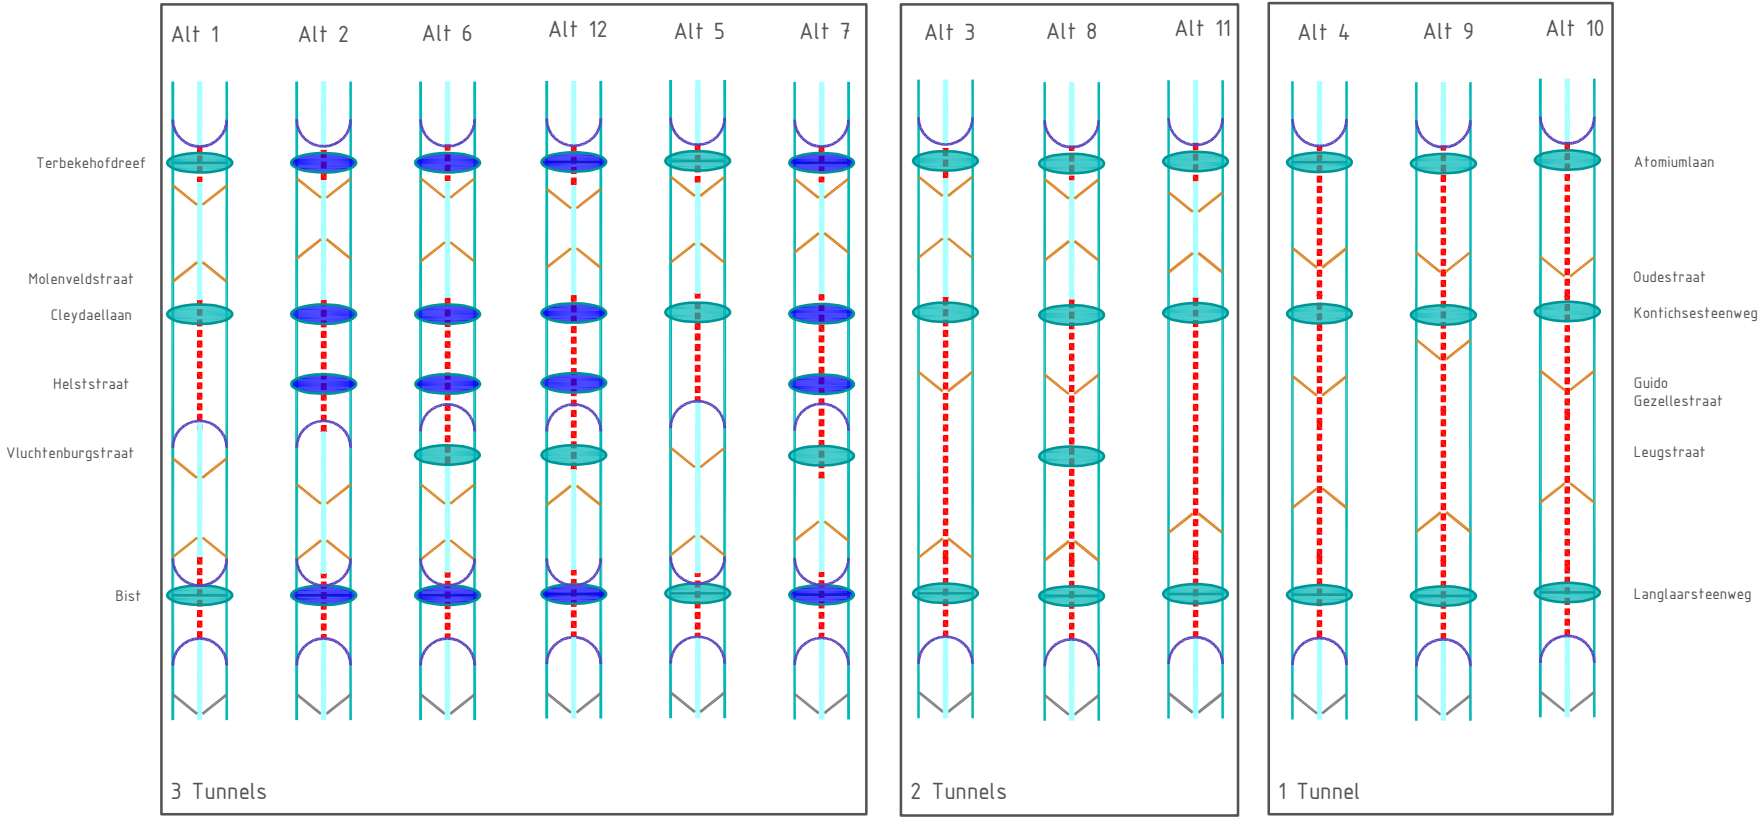 Alt 1
Alt 2
Alt 6
Alt 12
Alt 5
Alt 7
Alt 3
Alt 8
Alt 11
Alt 4
Alt 9
Alt 10
Terbekehofdreef
Molenveldstraat
Cleydaellaan
Helststraat
Vluchtenburgstraat
Bist
Atomiumlaan
Oudestraat
Kontichsesteenweg
Guido
Gezellestraat
Leugstraat
Langlaarsteenweg
3 Tunnels
2 Tunnels
1 Tunnel